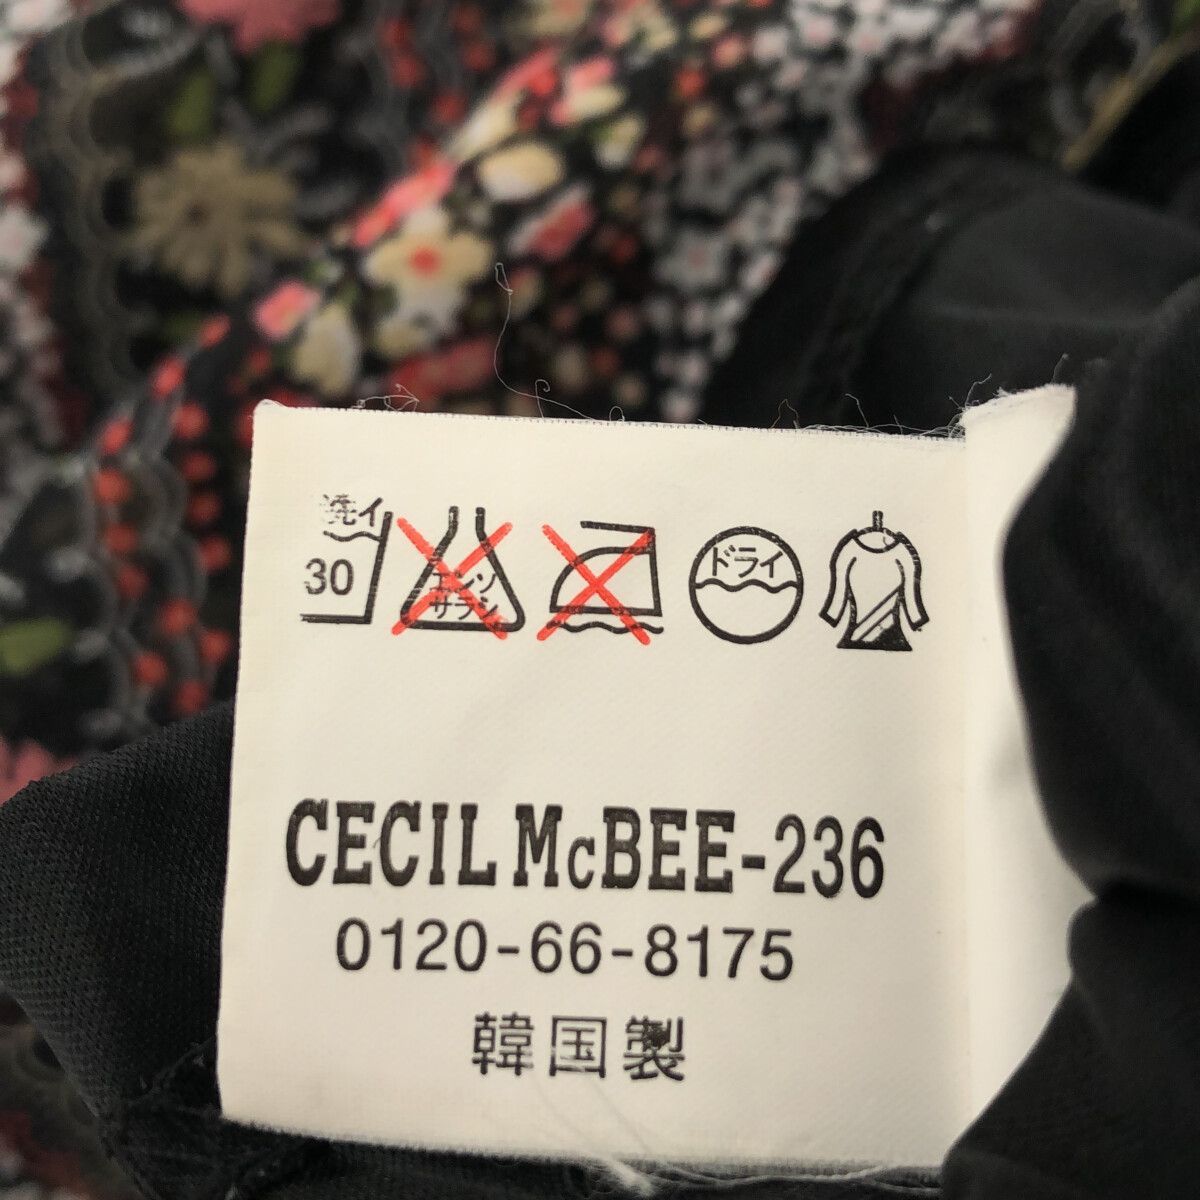 手洗イ
30
エンソ
サラシ
ドライ
CECIL McBEE-236
0120-66-8175
韓国製